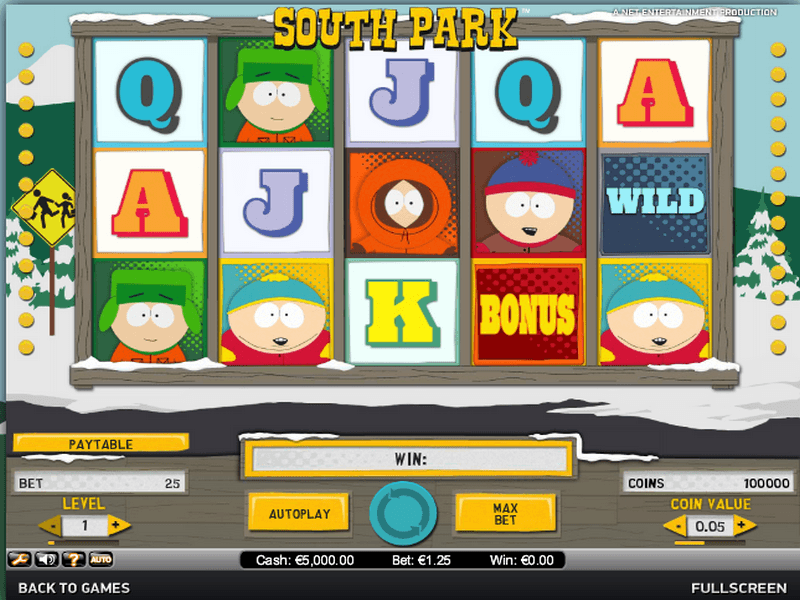 SOUTH PARK™
A NET ENTERTAINMENT PRODUCTION
Q J Q A
A J WILD
K BONUS
PAYTABLE
WIN:
BET 25
COINS 100000
LEVEL
- 1 +
AUTOPLAY
MAX
BET
COIN VALUE
- 0.05 +
? AUTO
Cash: €5,000.00 Bet: €1.25 Win: €0.00
BACK TO GAMES
FULLSCREEN